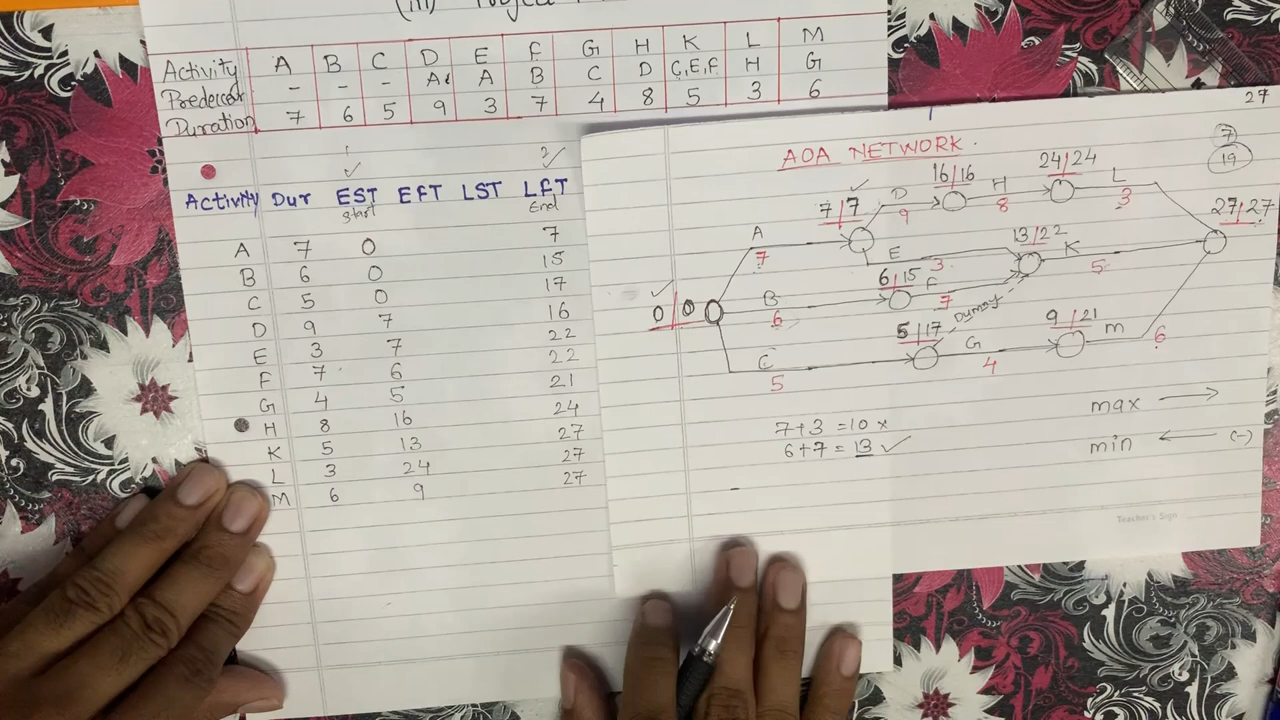 (iii)
Activity A B C D E F G H K L M
Predecessor - - - A A B C D C,E,F H G
Duration 7 6 5 9 3 7 4 8 5 3 6
Activity Dur EST EFT LST LFT
Start End
A 7 0 7
B 6 0 15
C 5 0 17
D 9 7 16
E 3 7 22
F 7 6 22
G 4 5 21
H 8 16 24
K 5 13 27
L 3 24 27
M 6 9 27
27
7
19
AOA NETWORK.
16|16 H 24|24 L
7|7 D 9 8 3
27|27
A 7
E 3 13|22 K 5
6|15 F 7
0|0 B 6
Dummy
5|17 G 4 9|21 m 6
C 5
7+3 = 10 ×
6+7 = 13 ✓
max →
min ← (-)
Teacher's Sign